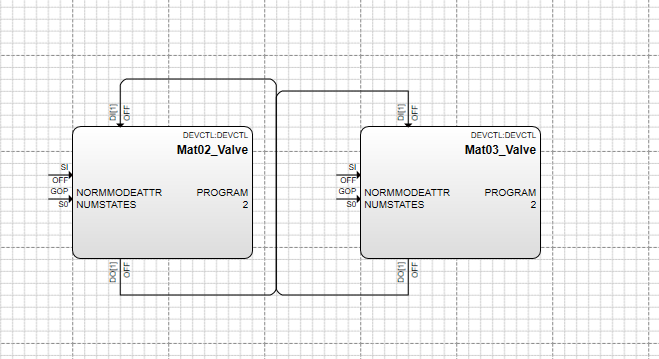 DI[1]
OFF
DEVCTL:DEVCTL
Mat02_Valve
SI
OFF
GOP
S0
NORMMODEATTR PROGRAM
NUMSTATES 2
DO[1]
OFF
DI[1]
OFF
DEVCTL:DEVCTL
Mat03_Valve
SI
OFF
GOP
S0
NORMMODEATTR PROGRAM
NUMSTATES 2
DO[1]
OFF